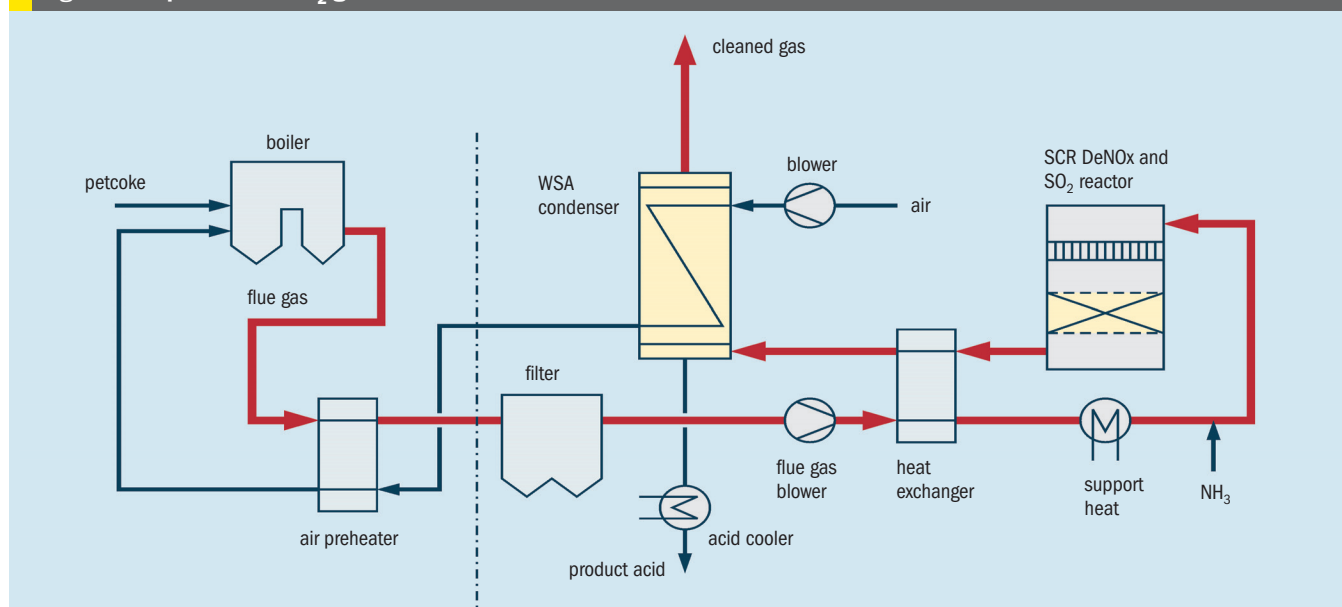 cleaned gas
boiler
blower
SCR DeNOx and
SO₂ reactor
petcoke
WSA
condenser
air
flue gas
filter
flue gas
blower
heat
exchanger
support
heat
NH₃
air preheater
acid cooler
product acid